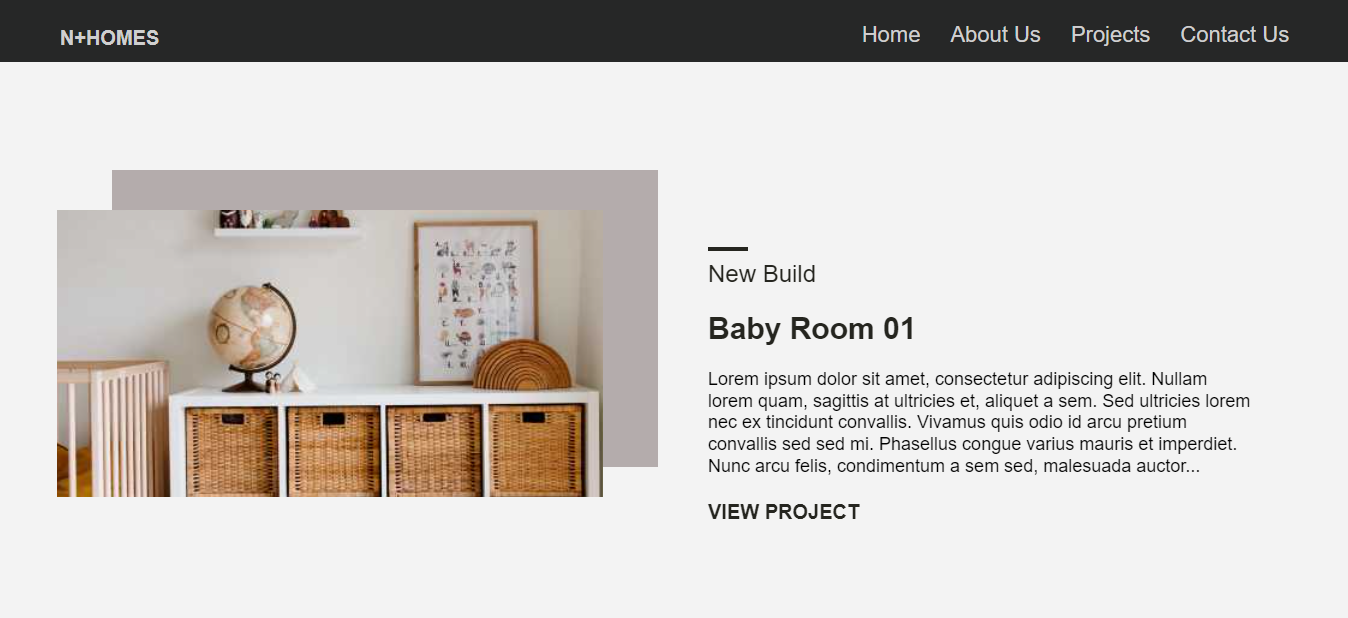 N+HOMES
Home About Us Projects Contact Us
New Build
Baby Room 01
Lorem ipsum dolor sit amet, consectetur adipiscing elit. Nullam
lorem quam, sagittis at ultricies et, aliquet a sem. Sed ultricies lorem
nec ex tincidunt convallis. Vivamus quis odio id arcu pretium
convallis sed sed mi. Phasellus congue varius mauris et imperdiet.
Nunc arcu felis, condimentum a sem sed, malesuada auctor...
VIEW PROJECT